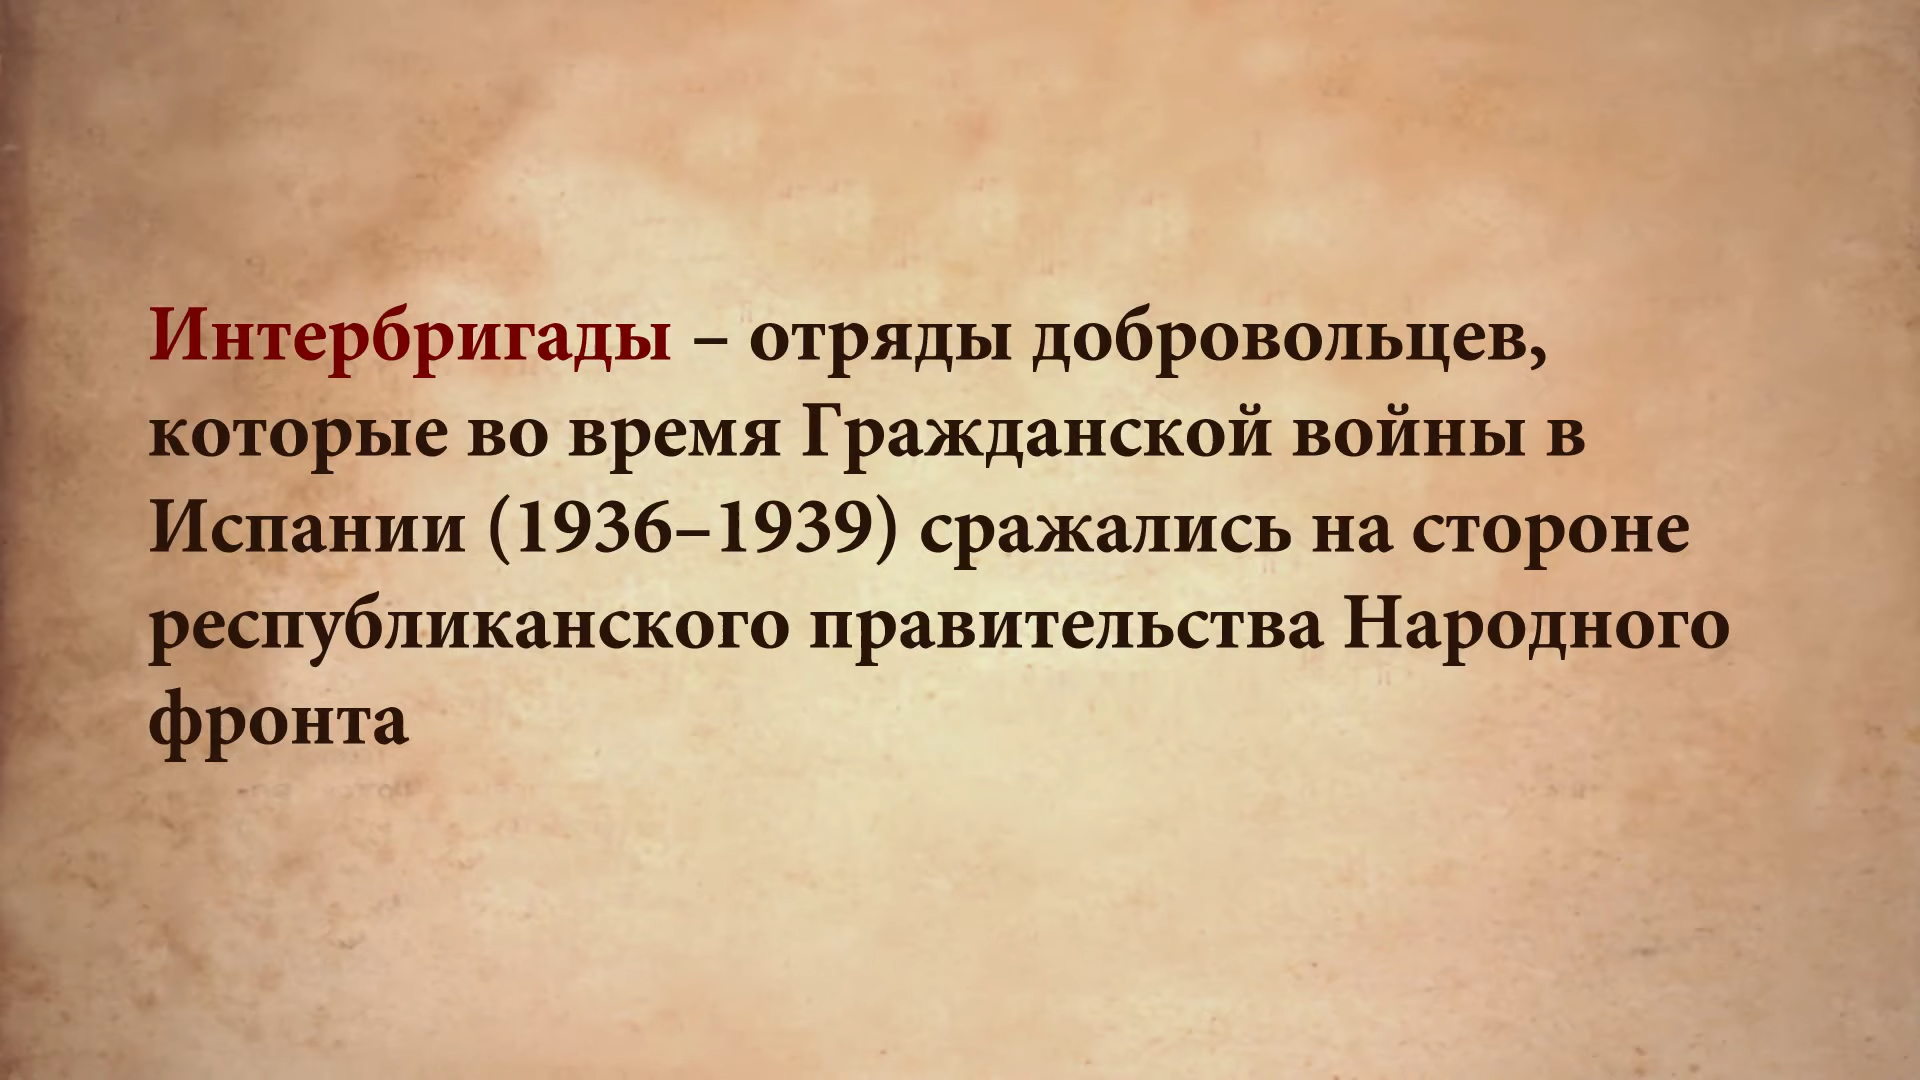 Интербригады – отряды добровольцев,
которые во время Гражданской войны в
Испании (1936–1939) сражались на стороне
республиканского правительства Народного
фронта